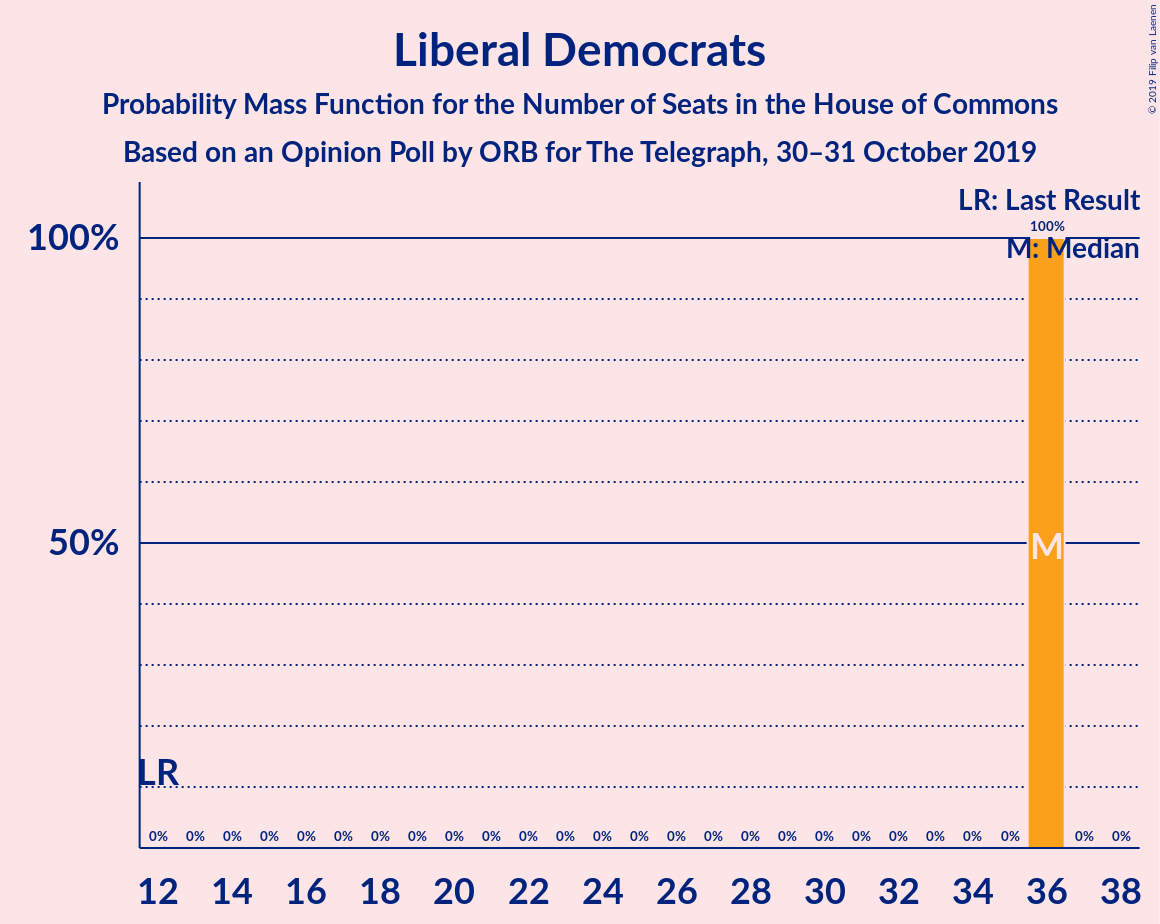 Liberal Democrats
Probability Mass Function for the Number of Seats in the House of Commons
Based on an Opinion Poll by ORB for The Telegraph, 30–31 October 2019
© 2019 Filip van Laenen
LR: Last Result
100%
M: Median
100%
50%
M
LR
0% 0% 0% 0% 0% 0% 0% 0% 0% 0% 0% 0% 0% 0% 0% 0% 0% 0% 0% 0% 0% 0% 0% 0% 0% 0%
12 14 16 18 20 22 24 26 28 30 32 34 36 38